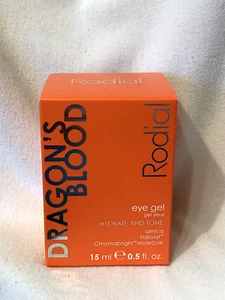 Rodial
DRAGON'S
BLOOD
Rodial
eye gel
gel yeux
HYDRATE AND TONE
arnica
Haloxyl™
Chromabright™ molecule
15 ml ℮ 0.5 fl. oz.